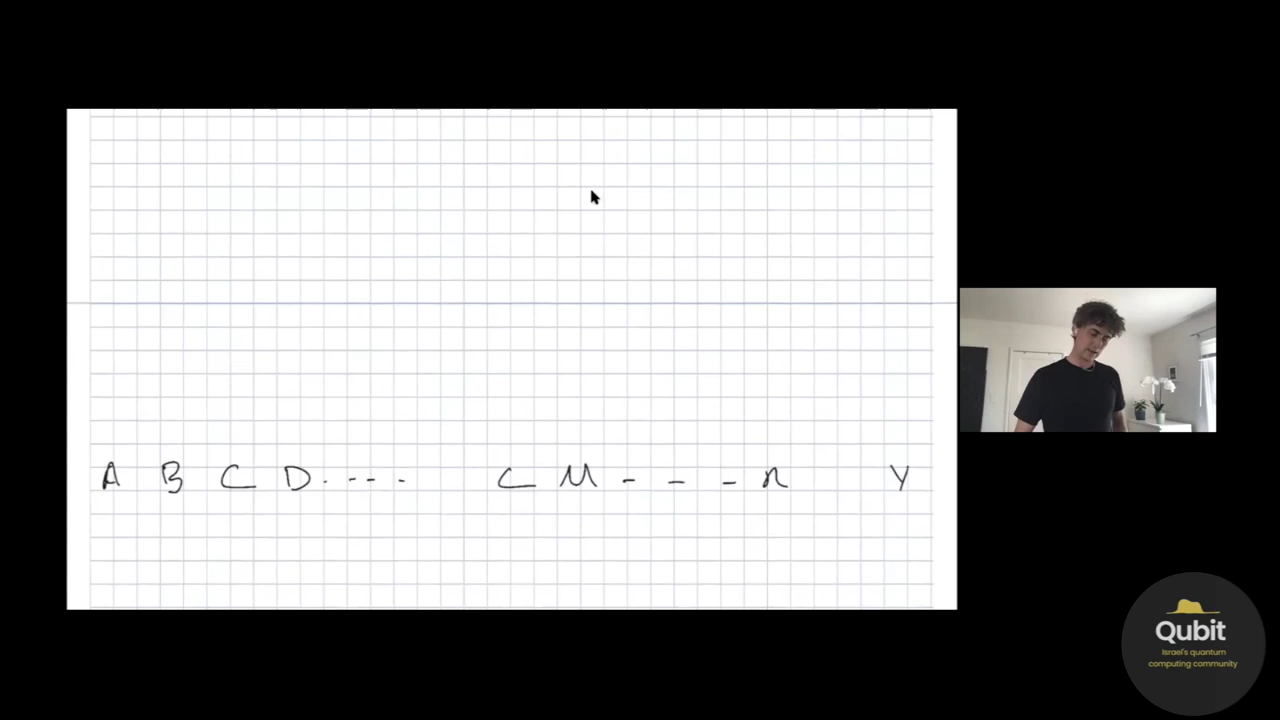 A B C D . - - - . C M - - - n Y
Qubit
Israel's quantum
computing community